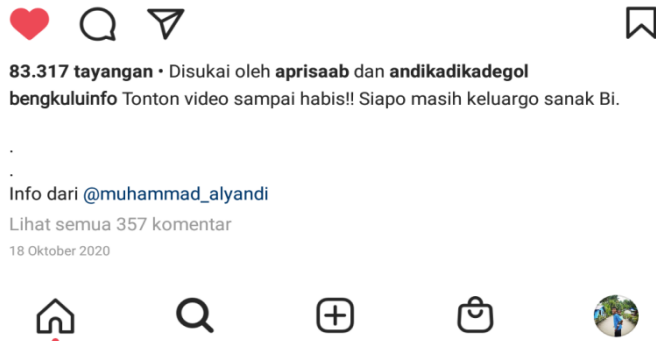 83.317 tayangan • Disukai oleh aprisaab dan andikadikadegol
bengkuluinfo Tonton video sampai habis!! Siapo masih keluargo sanak Bi.
.
.
Info dari @muhammad_alyandi
Lihat semua 357 komentar
18 Oktober 2020